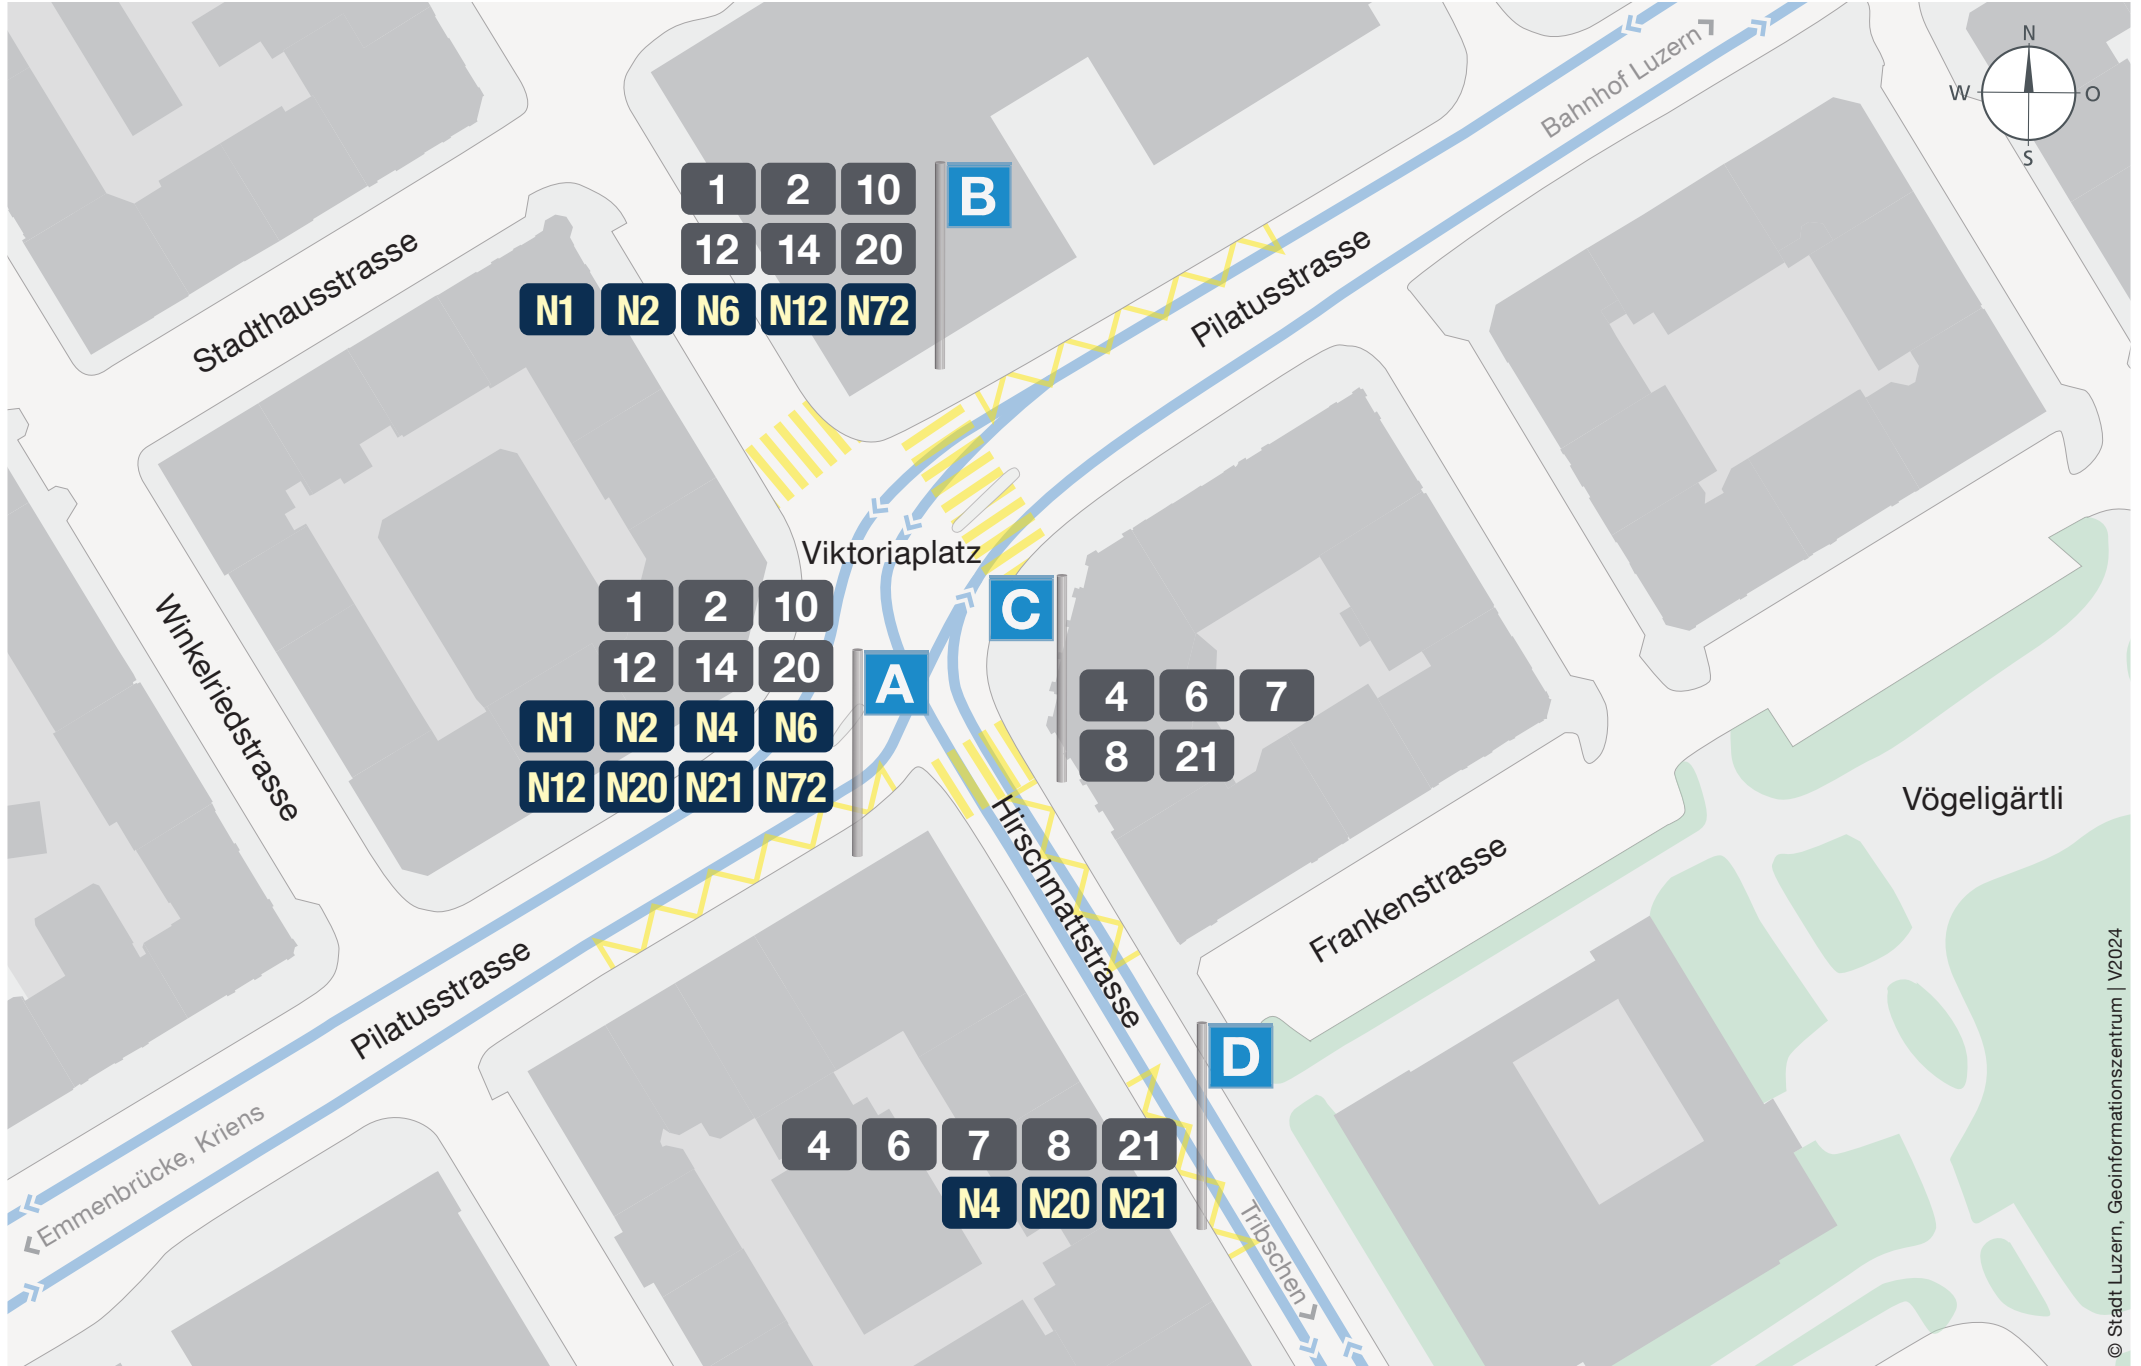 N
W O
S
Bahnhof Luzern
B
1 2 10
12 14 20
N1 N2 N6 N12 N72
Stadthausstrasse
Pilatusstrasse
Viktoriaplatz
Winkelriedstrasse
A
1 2 10
12 14 20
N1 N2 N4 N6
N12 N20 N21 N72
C
4 6 7
8 21
Vögeligärtli
Hirschmattstrasse
Frankenstrasse
Pilatusstrasse
Emmenbrücke, Kriens
D
4 6 7 8 21
N4 N20 N21
Tribschen
© Stadt Luzern, Geoinformationszentrum | V2024